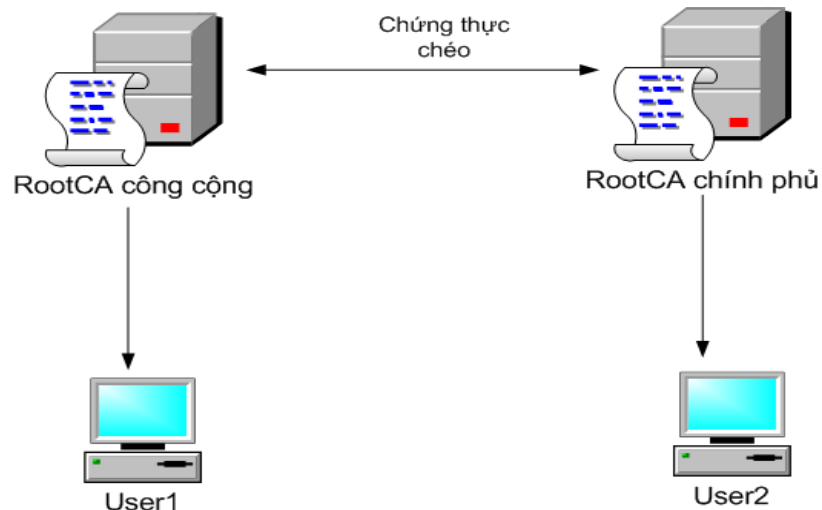 Chứng thực
chéo
RootCA công cộng
RootCA chính phủ
User1
User2